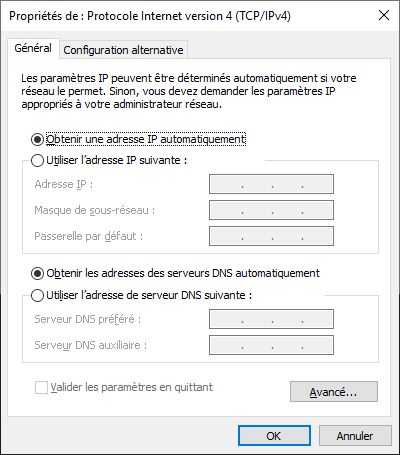 Propriétés de : Protocole Internet version 4 (TCP/IPv4)
Général
Configuration alternative
Les paramètres IP peuvent être déterminés automatiquement si votre
réseau le permet. Sinon, vous devez demander les paramètres IP
appropriés à votre administrateur réseau.
Obtenir une adresse IP automatiquement
Utiliser l'adresse IP suivante :
Adresse IP :
Masque de sous-réseau :
Passerelle par défaut :
Obtenir les adresses des serveurs DNS automatiquement
Utiliser l'adresse de serveur DNS suivante :
Serveur DNS préféré :
Serveur DNS auxiliaire :
Valider les paramètres en quittant
Avancé...
OK
Annuler